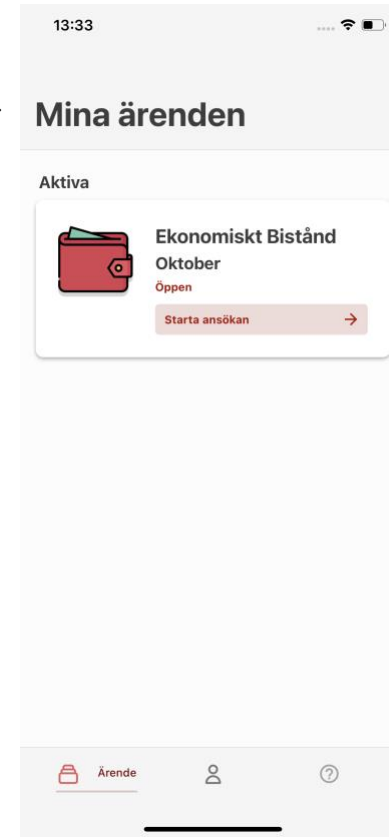 13:33
Mina ärenden
Aktiva
Ekonomiskt Bistånd
Oktober
Öppen
Starta ansökan
Ärende